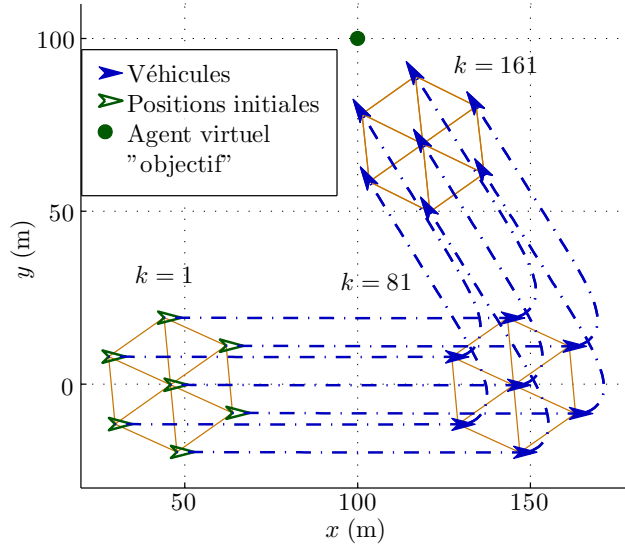 100
k = 161
Véhicules
Positions initiales
Agent virtuel
"objectif"
50
y (m)
k = 1
k = 81
0
50
100
150
x (m)